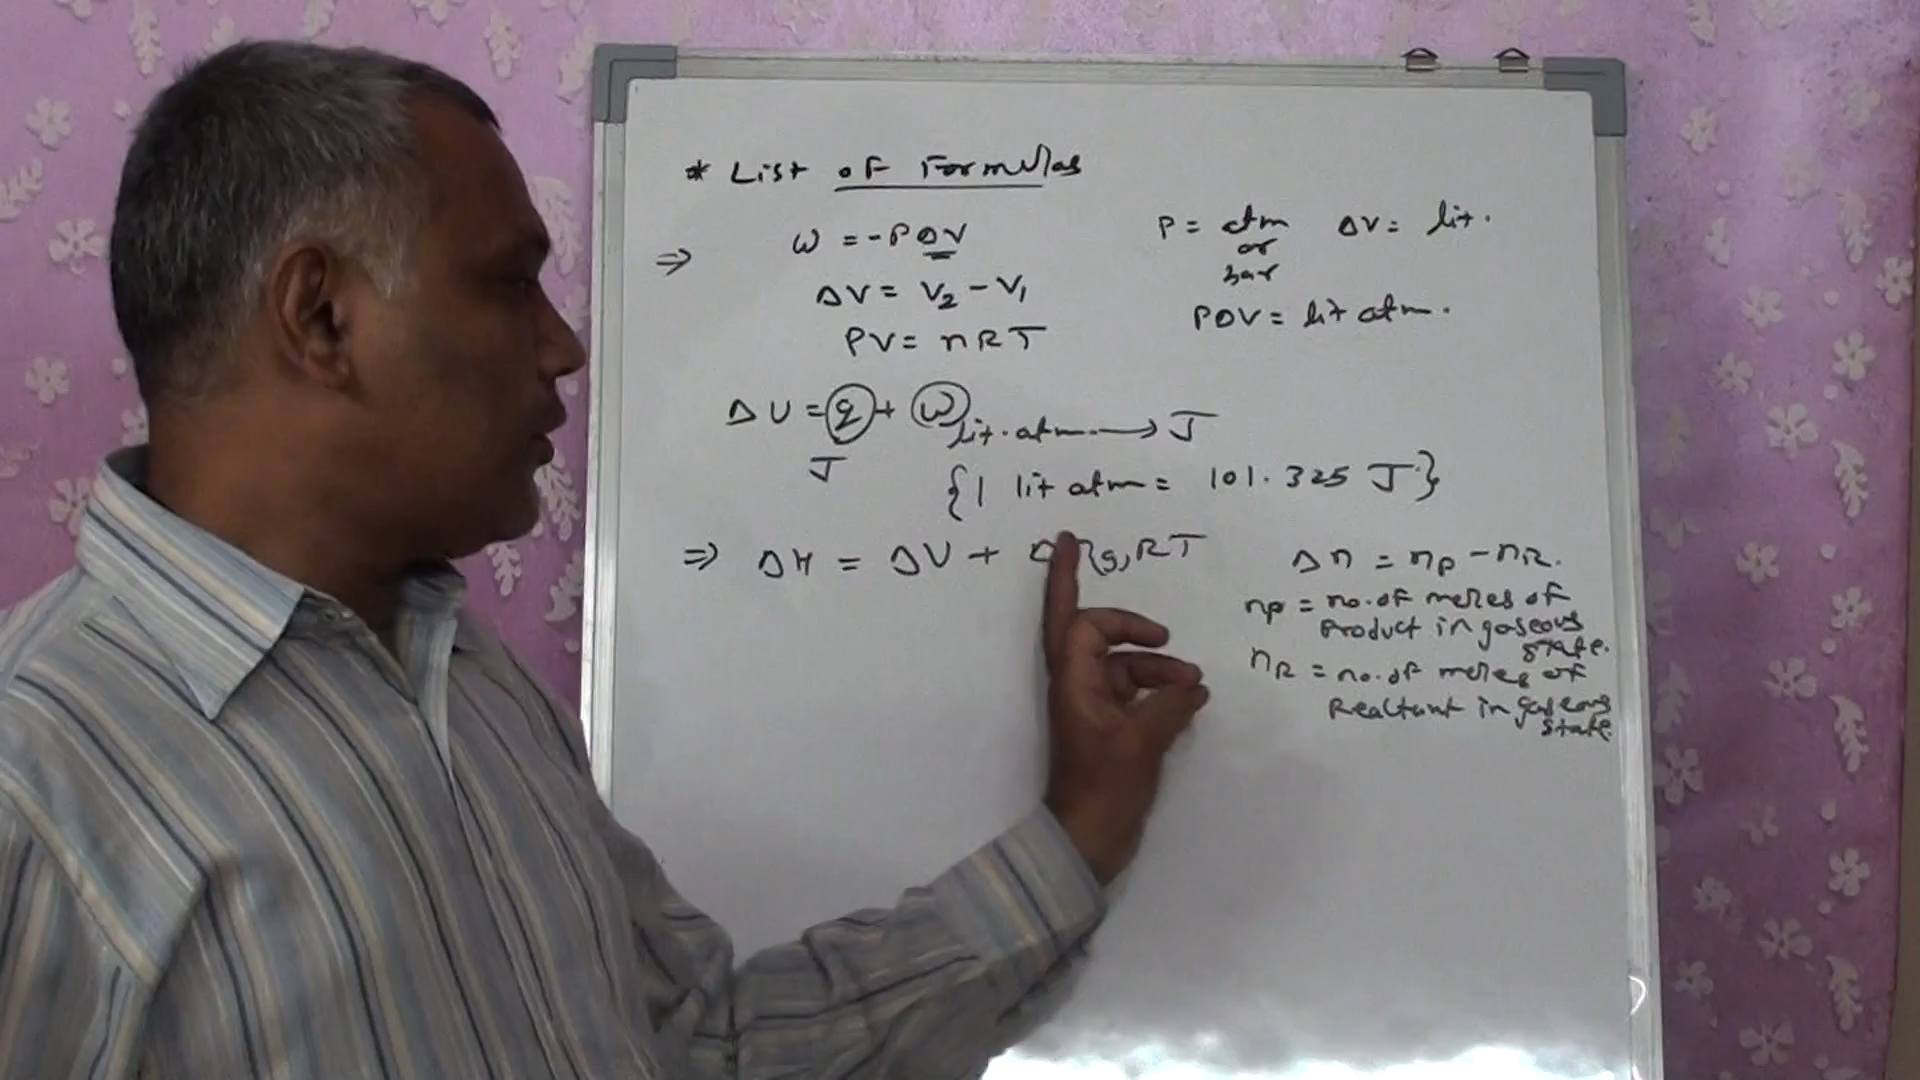 * List of Formulas
⇒ W = -PΔV
P = atm or bar ΔV = lit.
ΔV = V₂ - V₁
PΔV = lit atm.
PV = nRT
ΔU = q + W lit.atm. → J
J
{1 lit atm = 101.325 J}
⇒ ΔH = ΔU + Δn(g)RT
Δn = nP - nR.
nP = no. of moles of
Product in gaseous
state.
nR = no. of moles of
Reactant in gaseous
state.